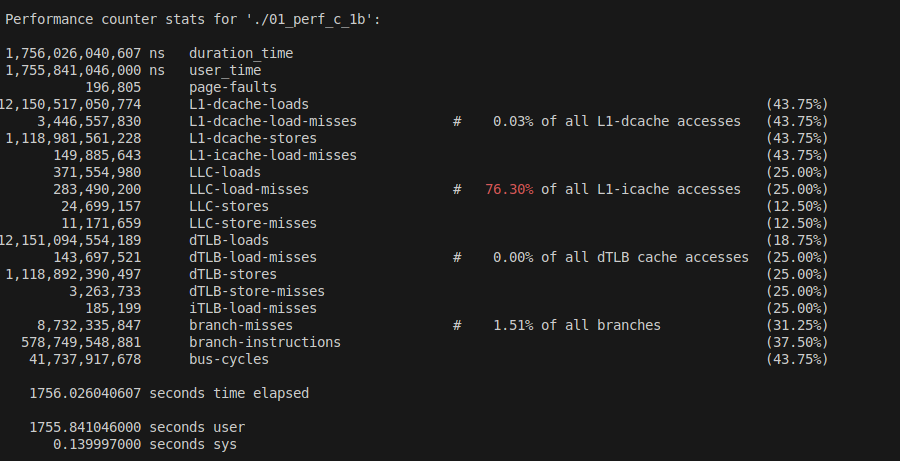 Performance counter stats for './01_perf_c_1b':
1,756,026,040,607 ns duration_time
1,755,841,046,000 ns user_time
196,805 page-faults
12,150,517,050,774 L1-dcache-loads (43.75%)
3,446,557,830 L1-dcache-load-misses # 0.03% of all L1-dcache accesses (43.75%)
1,118,981,561,228 L1-dcache-stores (43.75%)
149,885,643 L1-icache-load-misses (43.75%)
371,554,980 LLC-loads (25.00%)
283,490,200 LLC-load-misses # 76.30% of all L1-icache accesses (25.00%)
24,699,157 LLC-stores (12.50%)
11,171,659 LLC-store-misses (12.50%)
12,151,094,554,189 dTLB-loads (18.75%)
143,697,521 dTLB-load-misses # 0.00% of all dTLB cache accesses (25.00%)
1,118,892,390,497 dTLB-stores (25.00%)
3,263,733 dTLB-store-misses (25.00%)
185,199 iTLB-load-misses (25.00%)
8,732,335,847 branch-misses # 1.51% of all branches (31.25%)
578,749,548,881 branch-instructions (37.50%)
41,737,917,678 bus-cycles (43.75%)
1756.026040607 seconds time elapsed
1755.841046000 seconds user
0.139997000 seconds sys